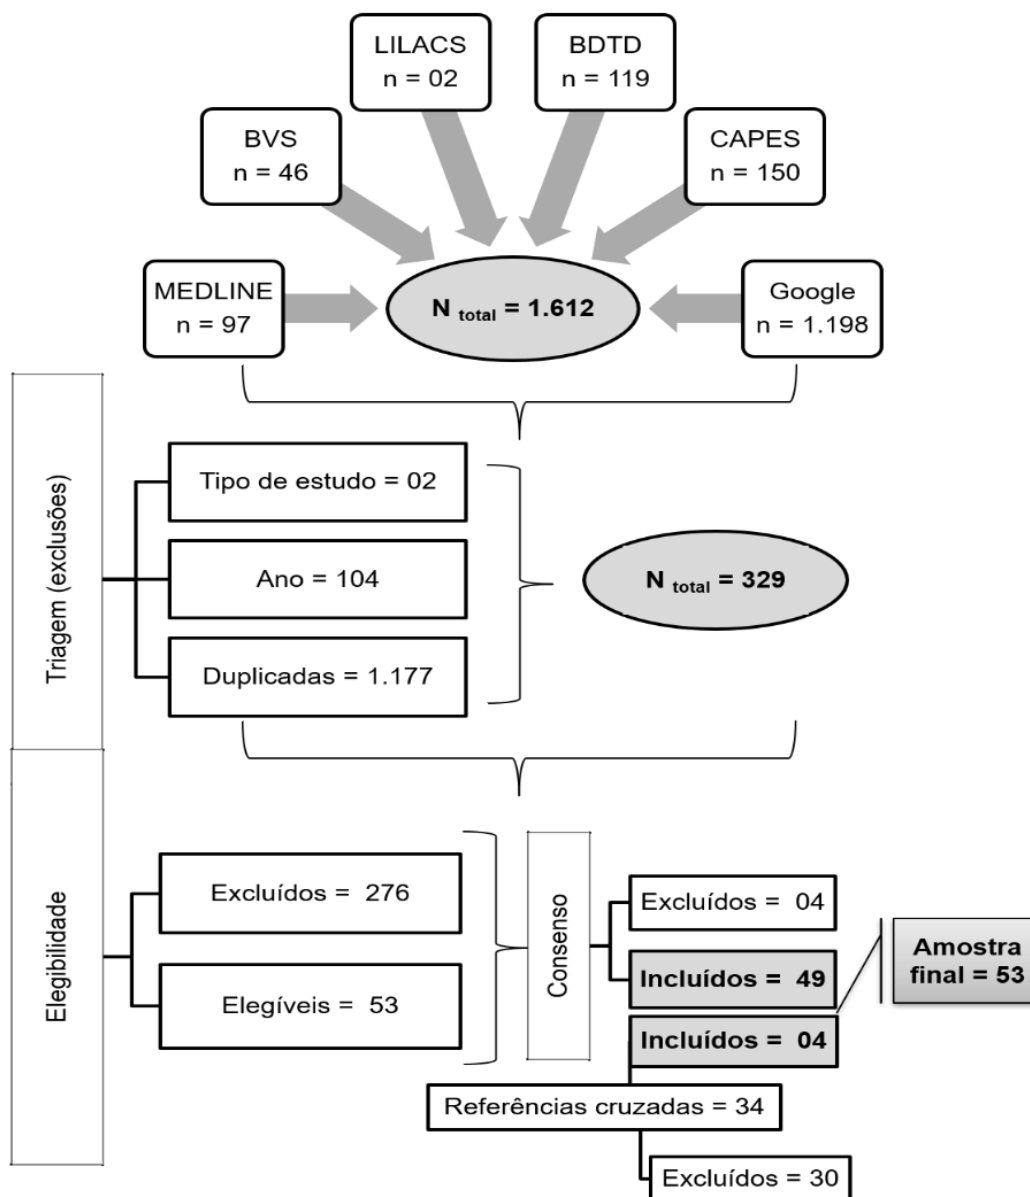 LILACS
n = 02
BDTD
n = 119
BVS
n = 46
CAPES
n = 150
MEDLINE
n = 97
N total = 1.612
Google
n = 1.198
Triagem (exclusões)
Tipo de estudo = 02
Ano = 104
Duplicadas = 1.177
N total = 329
Elegibilidade
Excluídos = 276
Elegíveis = 53
Consenso
Excluídos = 04
Incluídos = 49
Incluídos = 04
Amostra
final = 53
Referências cruzadas = 34
Excluídos = 30